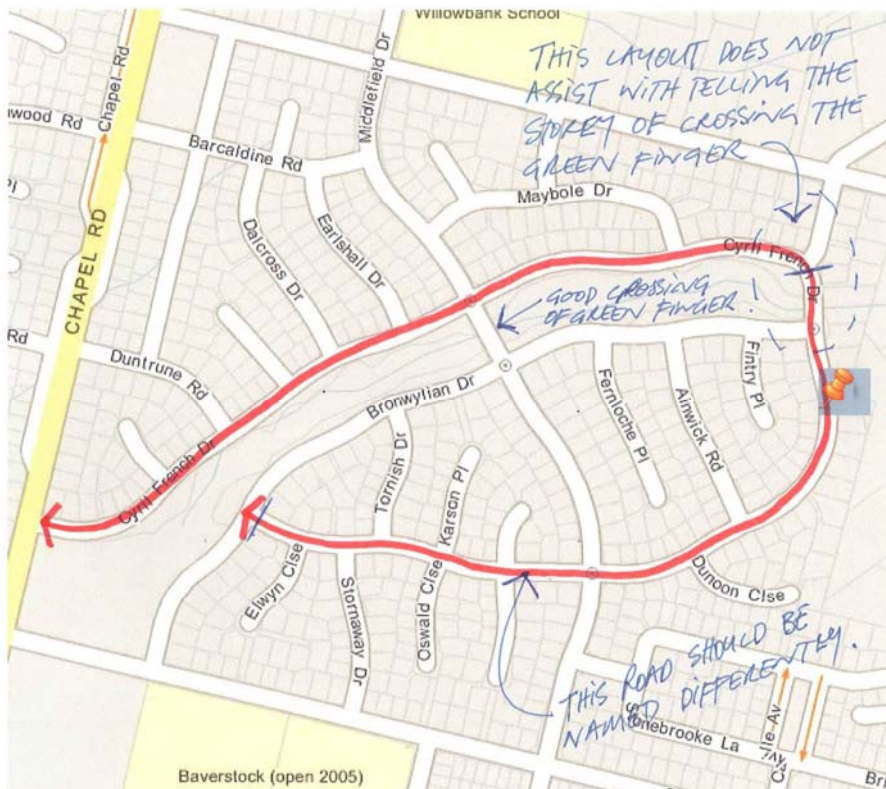 Willowbank School
THIS LAYOUT DOES NOT
ASSIST WITH TELLING THE
STOREY OF CROSSING THE
GREEN FINGER
Chapel Rd
wood Rd
Middlefield Dr
Barcaldine Rd
Pl
Maybole Dr
Earlshall Dr
Dalcross Dr
Cyril French Dr
CHAPEL RD
GOOD CROSSING
OF GREEN FINGER!
Rd
Duntrune Rd
Bronwylian Dr
Fintry Pl
Fernloche Pl
Ainwick Rd
Tornish Dr
Karson Pl
Cyril French Dr
Elwyn Clse
Stornaway Dr
Oswald Clse
Dunoon Clse
THIS ROAD SHOULD BE
NAMED DIFFERENTLY.
nebrooke La
Baverstock (open 2005)